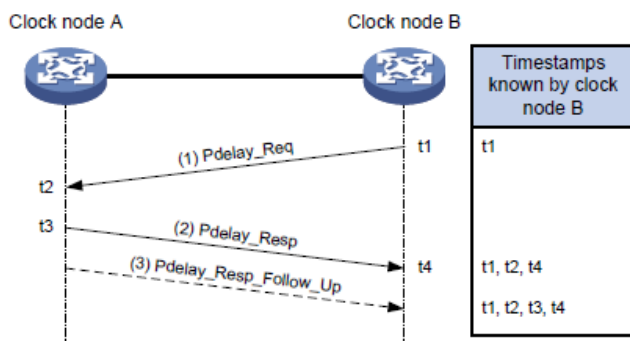 Clock node A
Clock node B
Timestamps
known by clock
node B
(1) Pdelay_Req
t1
t1
t2
t3
(2) Pdelay_Resp
t4
t1, t2, t4
(3) Pdelay_Resp_Follow_Up
t1, t2, t3, t4